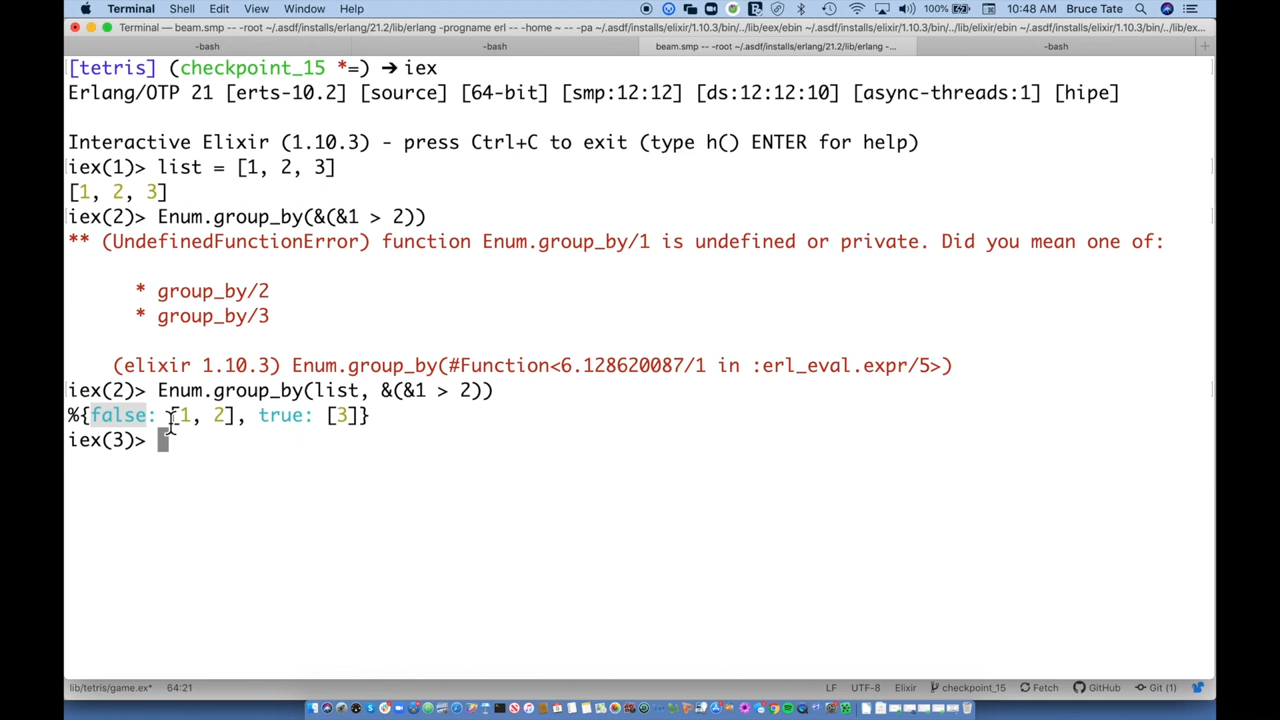 Terminal Shell Edit View Window Help 100% 10:48 AM Bruce Tate
Terminal — beam.smp -- -root ~/.asdf/installs/erlang/21.2/lib/erlang -progname erl -- -home ~ -- -pa ~/.asdf/installs/elixir/1.10.3/bin/../lib/eex/ebin ~/.asdf/installs/elixir/1.10.3/bin/../lib/elixir/ebin ~/.asdf/installs/elixir/1.10.3/bin/../lib/ex...
-bash -bash beam.smp -- -root ~/.asdf/installs/erlang/21.2/lib/erlang -... -bash
[tetris] (checkpoint_15 *=) ➔ iex
Erlang/OTP 21 [erts-10.2] [source] [64-bit] [smp:12:12] [ds:12:12:10] [async-threads:1] [hipe]
Interactive Elixir (1.10.3) - press Ctrl+C to exit (type h() ENTER for help)
iex(1)> list = [1, 2, 3]
[1, 2, 3]
iex(2)> Enum.group_by(&(&1 > 2))
** (UndefinedFunctionError) function Enum.group_by/1 is undefined or private. Did you mean one of:
* group_by/2
* group_by/3
(elixir 1.10.3) Enum.group_by(#Function<6.128620087/1 in :erl_eval.expr/5>)
iex(2)> Enum.group_by(list, &(&1 > 2))
%{false: [1, 2], true: [3]}
iex(3)>
lib/tetris/game.ex* 64:21 LF UTF-8 Elixir checkpoint_15 Fetch GitHub Git (1)